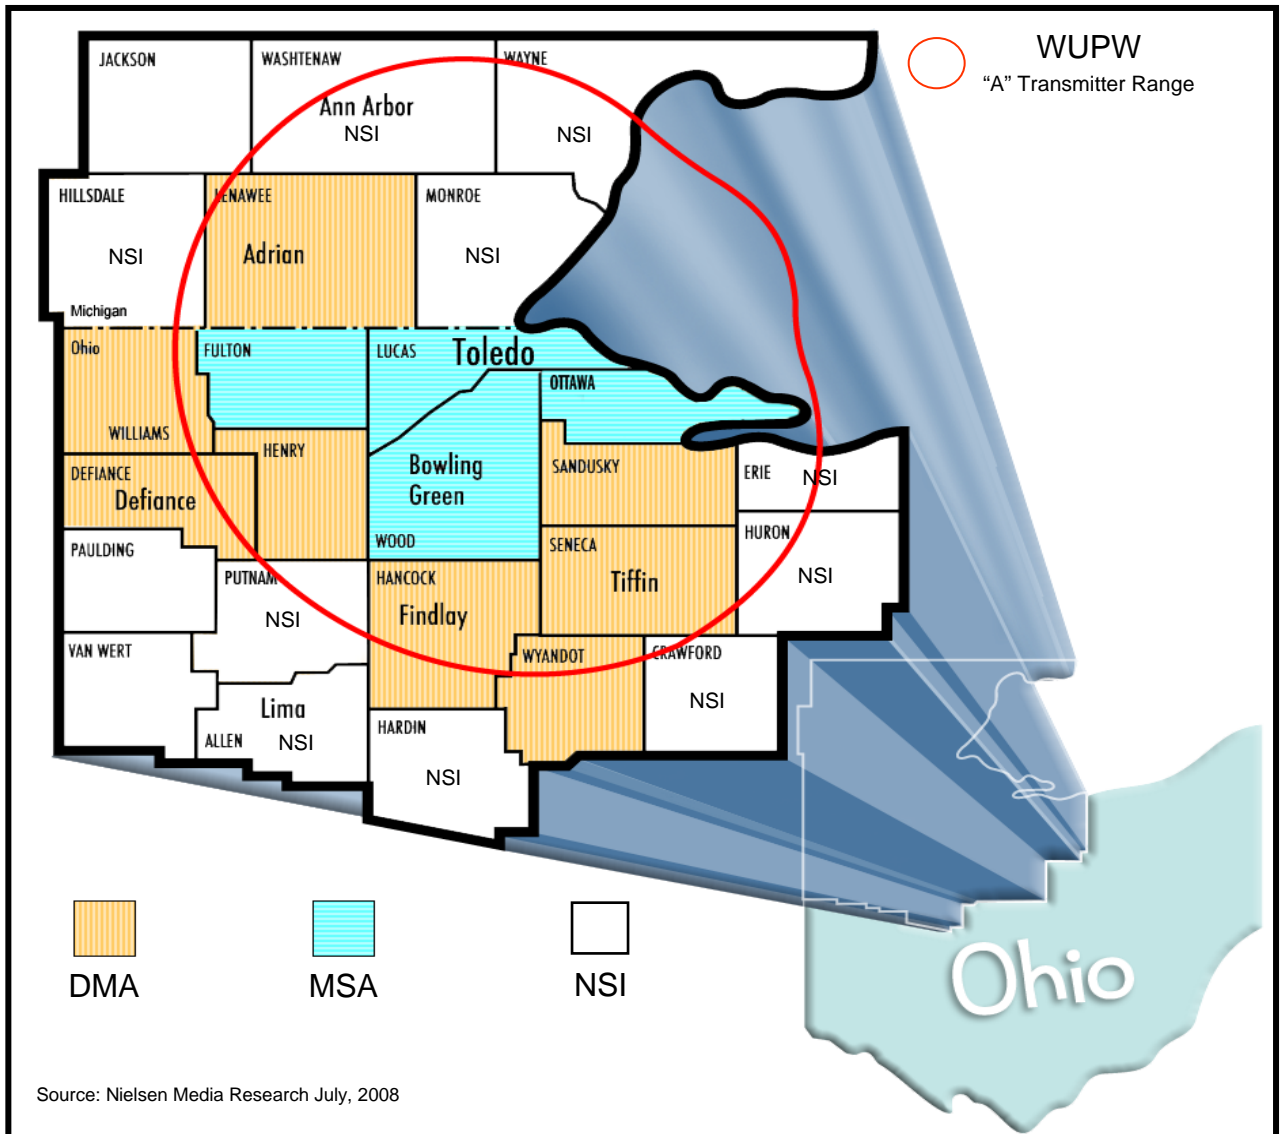 WUPW
“A” Transmitter Range
JACKSON
WASHTENAW
WAYNE
Ann Arbor
NSI
NSI
HILLSDALE
LENAWEE
MONROE
NSI
Adrian
NSI
Michigan
Ohio
FULTON
LUCAS
Toledo
OTTAWA
WILLIAMS
HENRY
DEFIANCE
Defiance
Bowling
Green
SANDUSKY
ERIE
NSI
PAULDING
WOOD
SENECA
HURON
PUTNAM
NSI
HANCOCK
Findlay
Tiffin
NSI
VAN WERT
WYANDOT
CRAWFORD
NSI
Lima
ALLEN
NSI
HARDIN
NSI
DMA
MSA
NSI
Ohio
Source: Nielsen Media Research July, 2008